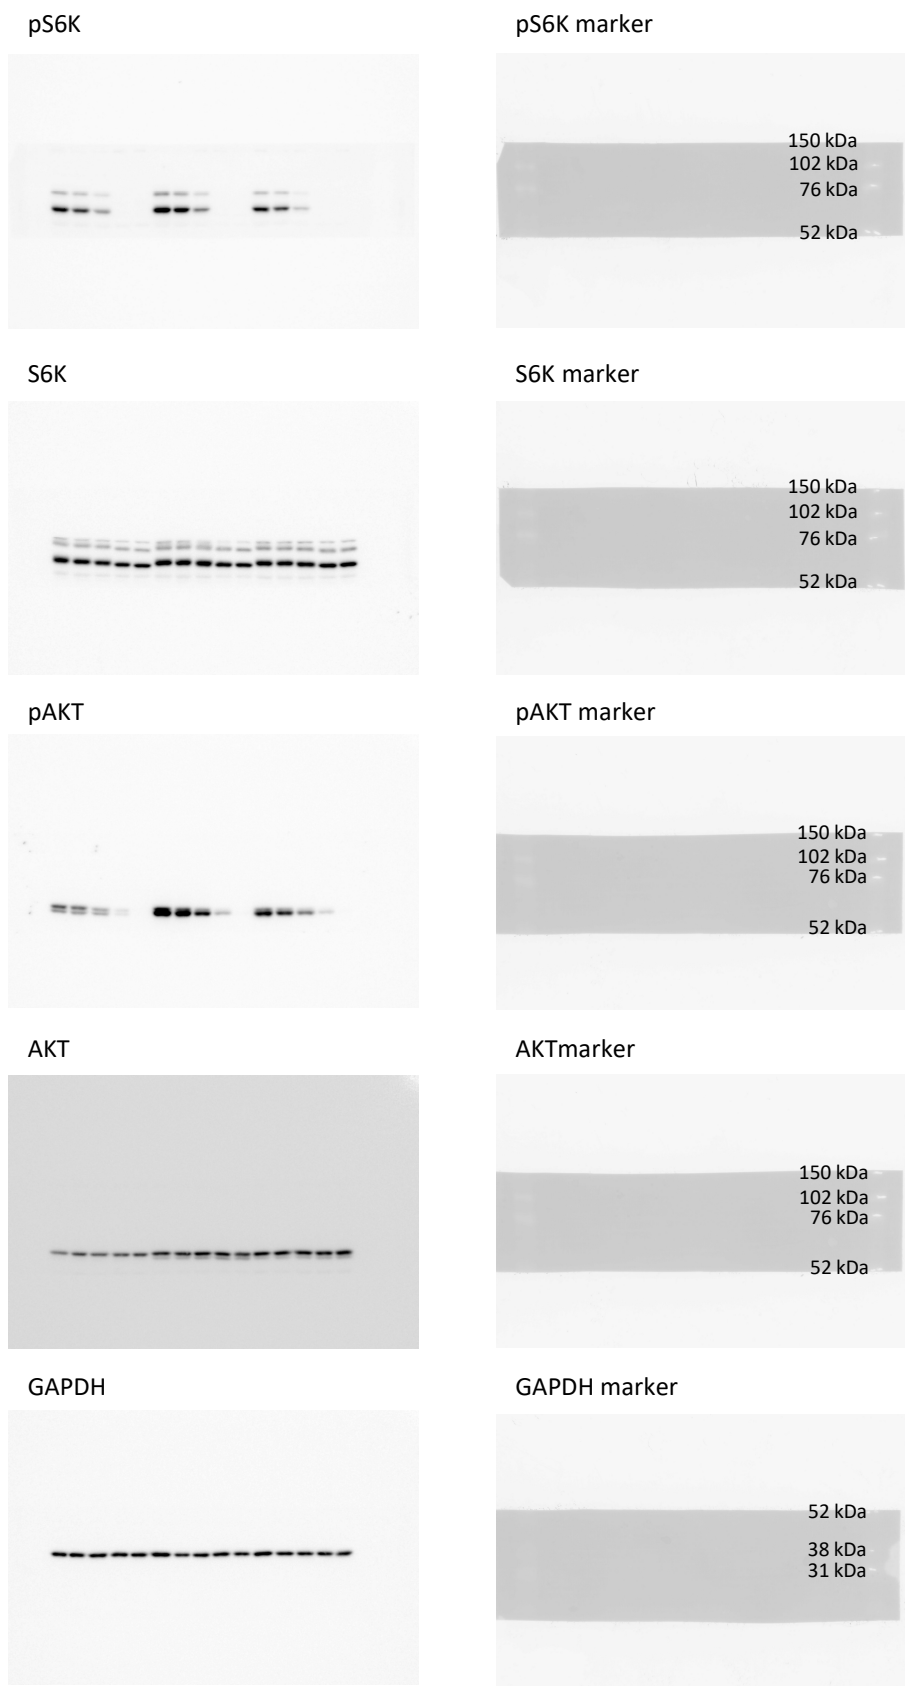 pS6K
pS6K marker
150 kDa
102 kDa
76 kDa
52 kDa
S6K
S6K marker
150 kDa
102 kDa
76 kDa
52 kDa
pAKT
pAKT marker
150 kDa
102 kDa
76 kDa
52 kDa
AKT
AKTmarker
150 kDa
102 kDa
76 kDa
52 kDa
GAPDH
GAPDH marker
52 kDa
38 kDa
31 kDa